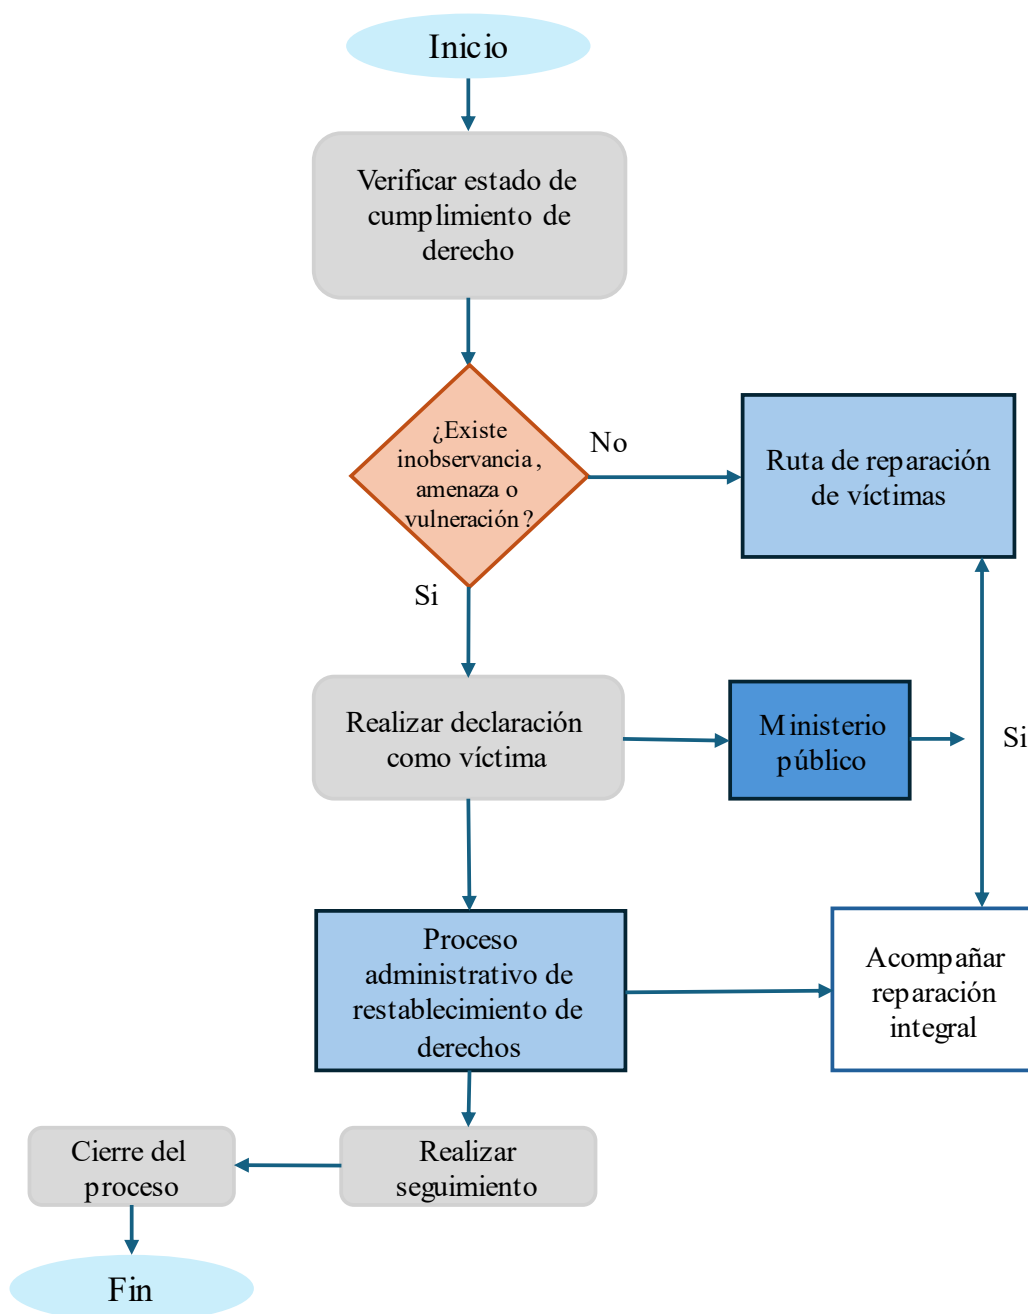 Inicio
Verificar estado de
cumplimiento de
derecho
¿Existe
inobservancia,
amenaza o
vulneración?
No
Ruta de reparación
de víctimas
Si
Realizar declaración
como víctima
Ministerio
público
Si
Proceso
administrativo de
restablecimiento de
derechos
Acompañar
reparación
integral
Realizar
seguimiento
Cierre del
proceso
Fin